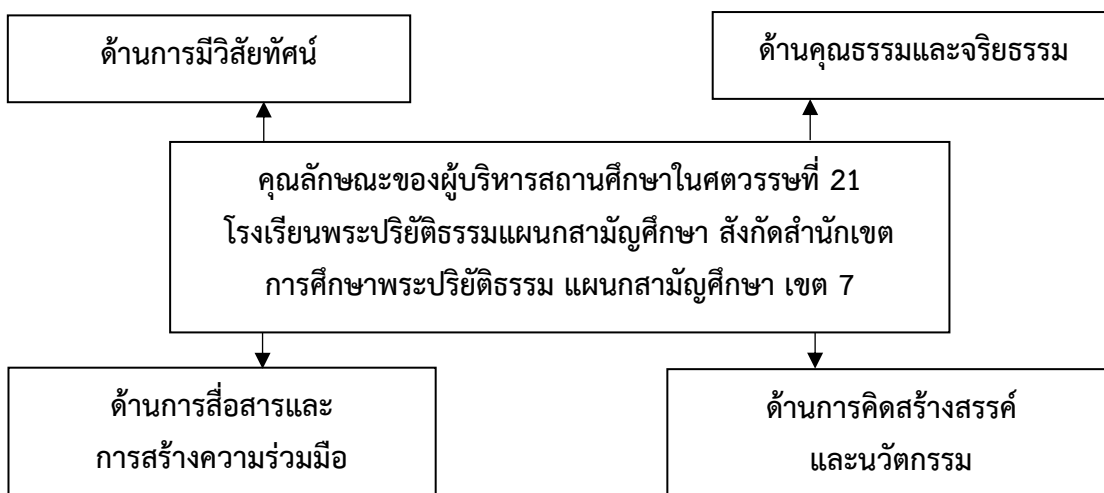 ด้านการมีวิสัยทัศน์
ด้านคุณธรรมและจริยธรรม
คุณลักษณะของผู้บริหารสถานศึกษาในศตวรรษที่ 21
โรงเรียนพระปริยัติธรรมแผนกสามัญศึกษา สังกัดสำนักเขต
การศึกษาพระปริยัติธรรม แผนกสามัญศึกษา เขต 7
ด้านการสื่อสารและ
การสร้างความร่วมมือ
ด้านการคิดสร้างสรรค์
และนวัตกรรม